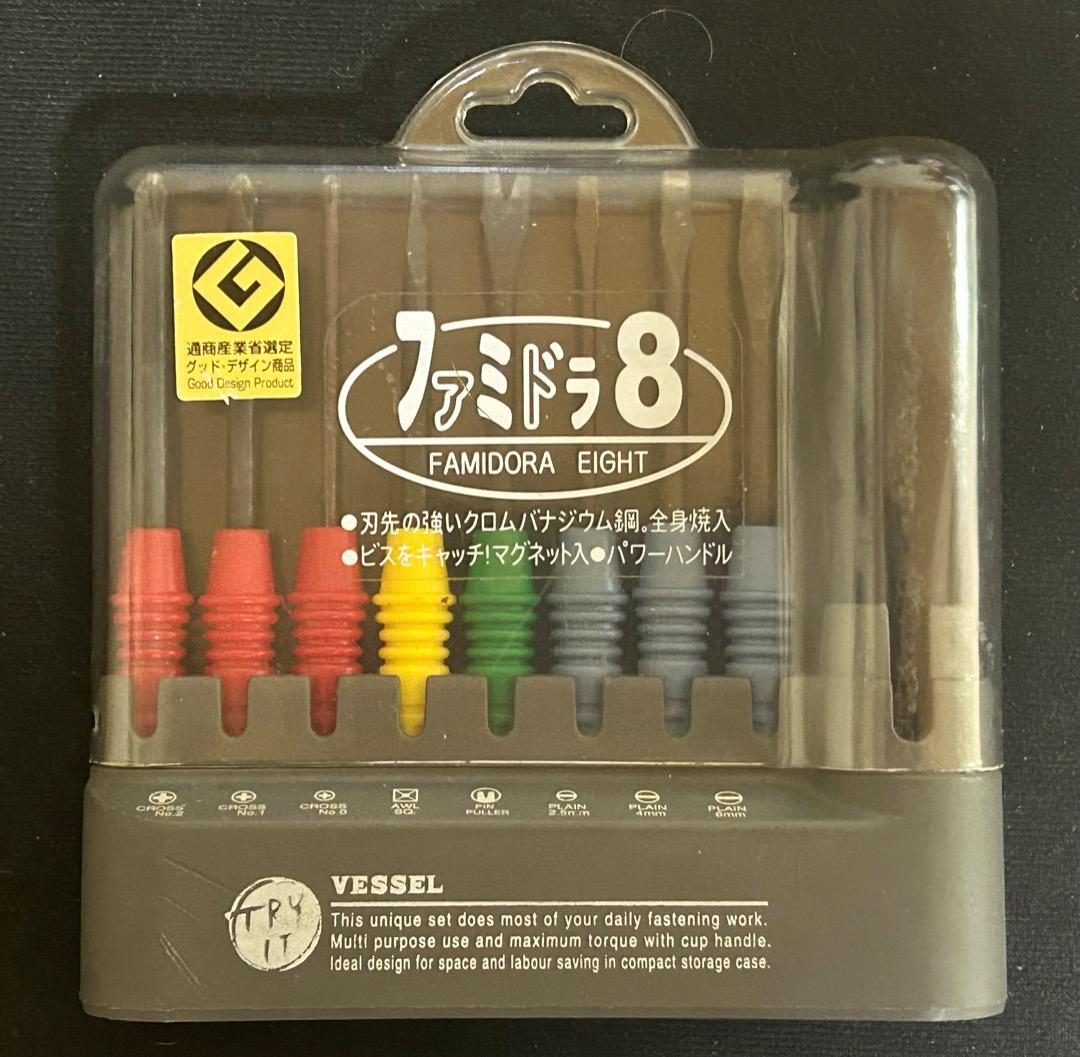 通商産業省選定
グッド・デザイン商品
Good Design Product
ファミドラ8
FAMIDORA EIGHT
●刃先の強いクロムバナジウム鋼。全身焼入
●ビスをキャッチ!マグネット入●パワーハンドル
CROSS No.2
CROSS No.1
CROSS No.0
AWL SQ.
PIN PULLER
PLAIN 2.5mm
PLAIN 4mm
PLAIN 6mm
TRY IT
VESSEL
This unique set does most of your daily fastening work.
Multi purpose use and maximum torque with cup handle.
Ideal design for space and labour saving in compact storage case.